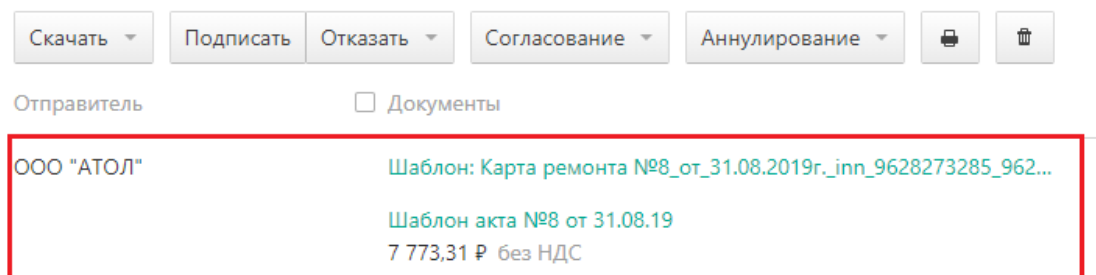 Скачать Подписать Отказать Согласование Аннулирование
Отправитель Документы
ООО "АТОЛ" Шаблон: Карта ремонта №8_от_31.08.2019г._inn_9628273285_962...
Шаблон акта №8 от 31.08.19
7 773,31 ₽ без НДС